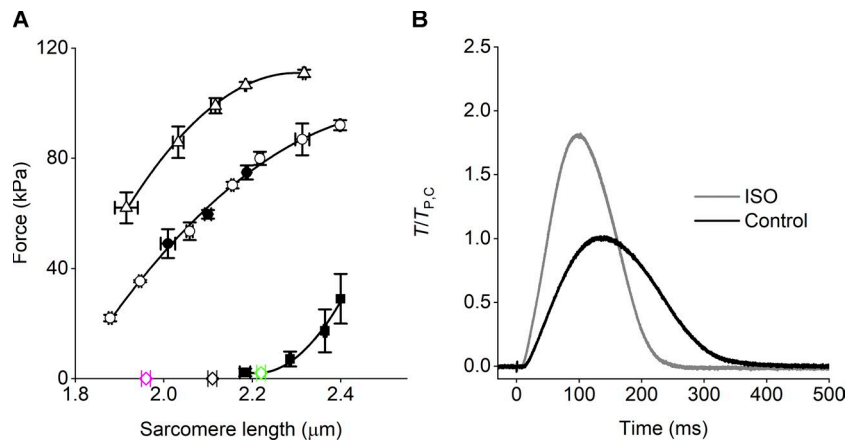 A
120
80
40
0
Force (kPa)
1.8 2.0 2.2 2.4
Sarcomere length (μm)
B
2.5
2.0
1.5
1.0
0.5
0.0
T/T P,C
ISO
Control
0 100 200 300 400 500
Time (ms)